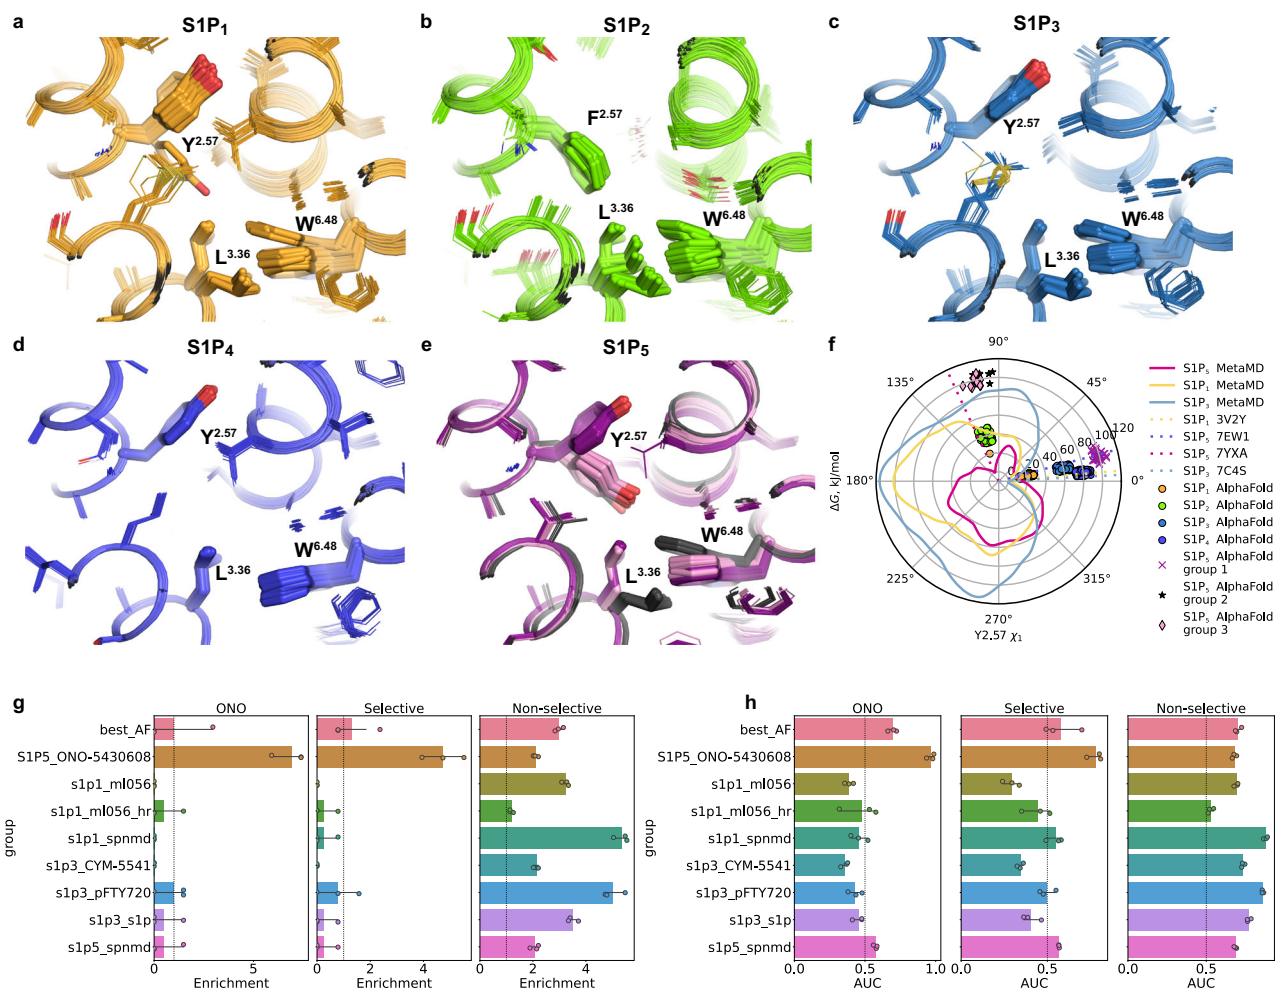 a
S1P1
Y2.57
W6.48
L3.36
b
S1P2
F2.57
L3.36
W6.48
c
S1P3
Y2.57
W6.48
L3.36
d
S1P4
Y2.57
W6.48
L3.36
e
S1P5
Y2.57
W6.48
L3.36
f
90°
135°
45°
120
100
80
60
40
20
0
180°
0°
225°
315°
270°
Y2.57 χ1
ΔG, kJ/mol
S1P5 MetaMD
S1P1 MetaMD
S1P3 MetaMD
S1P1 3V2Y
S1P5 7EW1
S1P5 7YXA
S1P3 7C4S
S1P1 AlphaFold
S1P2 AlphaFold
S1P3 AlphaFold
S1P4 AlphaFold
S1P5 AlphaFold
group 1
S1P5 AlphaFold
group 2
S1P5 AlphaFold
group 3
g
ONO
Selective
Non-selective
group
best_AF
S1P5_ONO-5430608
s1p1_ml056
s1p1_ml056_hr
s1p1_spnmd
s1p3_CYM-5541
s1p3_pFTY720
s1p3_s1p
s1p5_spnmd
0 5
0 2 4
0 2 4
Enrichment
Enrichment
Enrichment
h
ONO
Selective
Non-selective
group
best_AF
S1P5_ONO-5430608
s1p1_ml056
s1p1_ml056_hr
s1p1_spnmd
s1p3_CYM-5541
s1p3_pFTY720
s1p3_s1p
s1p5_spnmd
0.0 0.5 1.0
0.0 0.5
0.0 0.5
AUC
AUC
AUC